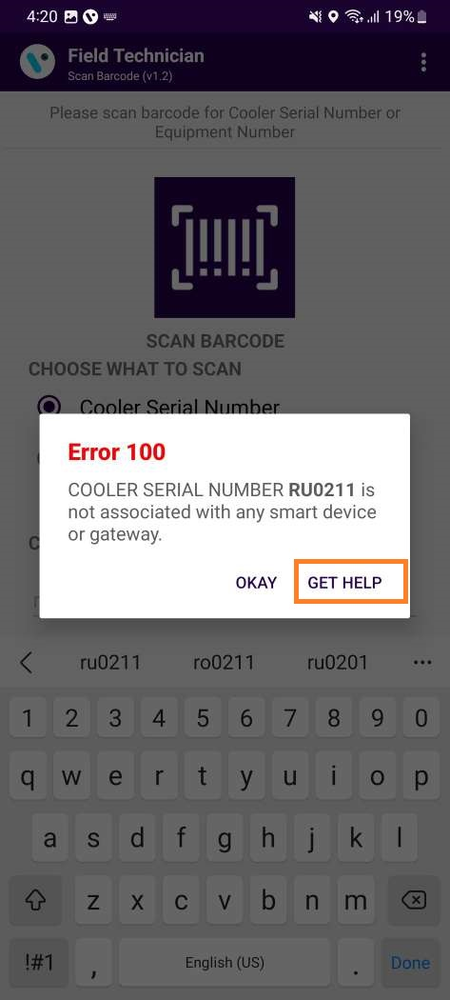 4:20 19%
Field Technician
Scan Barcode (v1.2)
Please scan barcode for Cooler Serial Number or
Equipment Number
SCAN BARCODE
CHOOSE WHAT TO SCAN
Cooler Serial Number
Error 100
COOLER SERIAL NUMBER RU0211 is
not associated with any smart device
or gateway.
OKAY GET HELP
ru0211 ro0211 ru0201
1 2 3 4 5 6 7 8 9 0
q w e r t y u i o p
a s d f g h j k l
z x c v b n m
!#1 , English (US) . Done